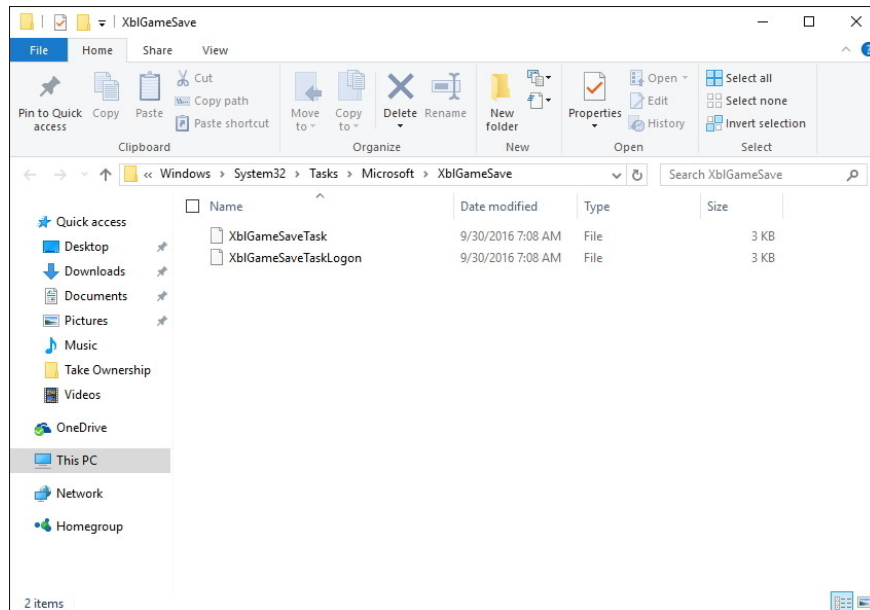 XblGameSave
File Home Share View
Pin to Quick access
Copy
Paste
Cut
Copy path
Paste shortcut
Clipboard
Move to
Copy to
Delete
Rename
Organize
New folder
New
Properties
Open
Edit
History
Open
Select all
Select none
Invert selection
Select
« Windows > System32 > Tasks > Microsoft > XblGameSave
Search XblGameSave
Quick access
Desktop
Downloads
Documents
Pictures
Music
Take Ownership
Videos
OneDrive
This PC
Network
Homegroup
Name Date modified Type Size
XblGameSaveTask 9/30/2016 7:08 AM File 3 KB
XblGameSaveTaskLogon 9/30/2016 7:08 AM File 3 KB
2 items